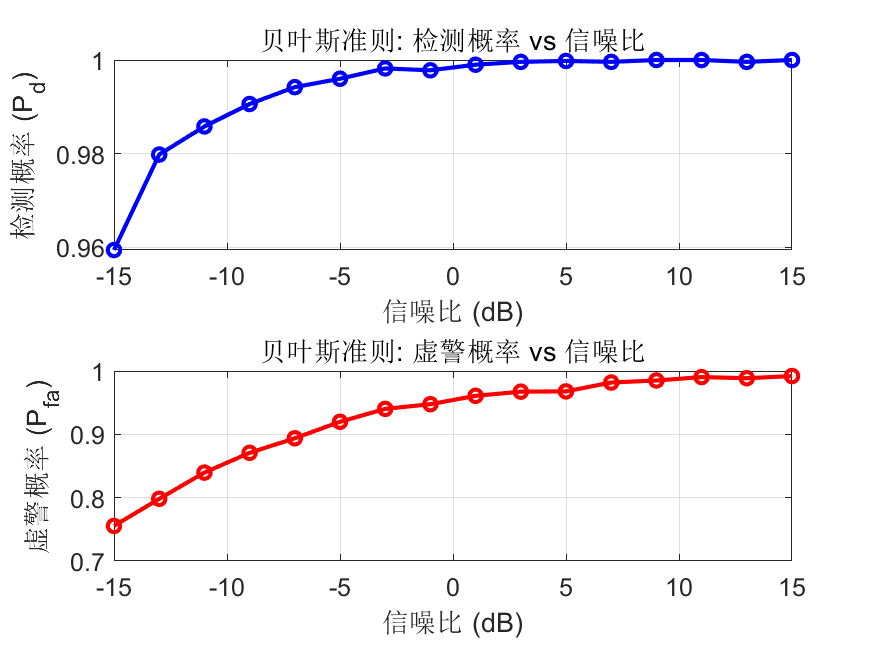 贝叶斯准则: 检测概率 vs 信噪比
检测概率 (P_d)
1
0.98
0.96
-15 -10 -5 0 5 10 15
信噪比 (dB)
贝叶斯准则: 虚警概率 vs 信噪比
虚警概率 (P_fa)
1
0.9
0.8
0.7
-15 -10 -5 0 5 10 15
信噪比 (dB)